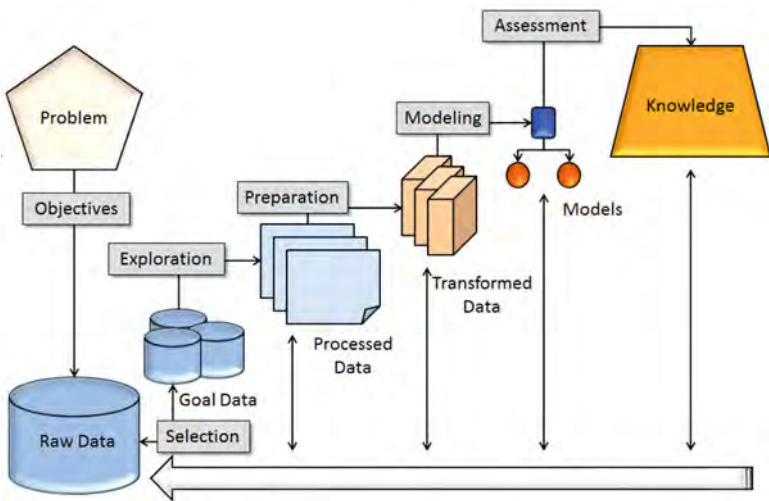 Problem
Objectives
Raw Data
Selection
Goal Data
Exploration
Processed
Data
Preparation
Transformed
Data
Modeling
Models
Assessment
Knowledge